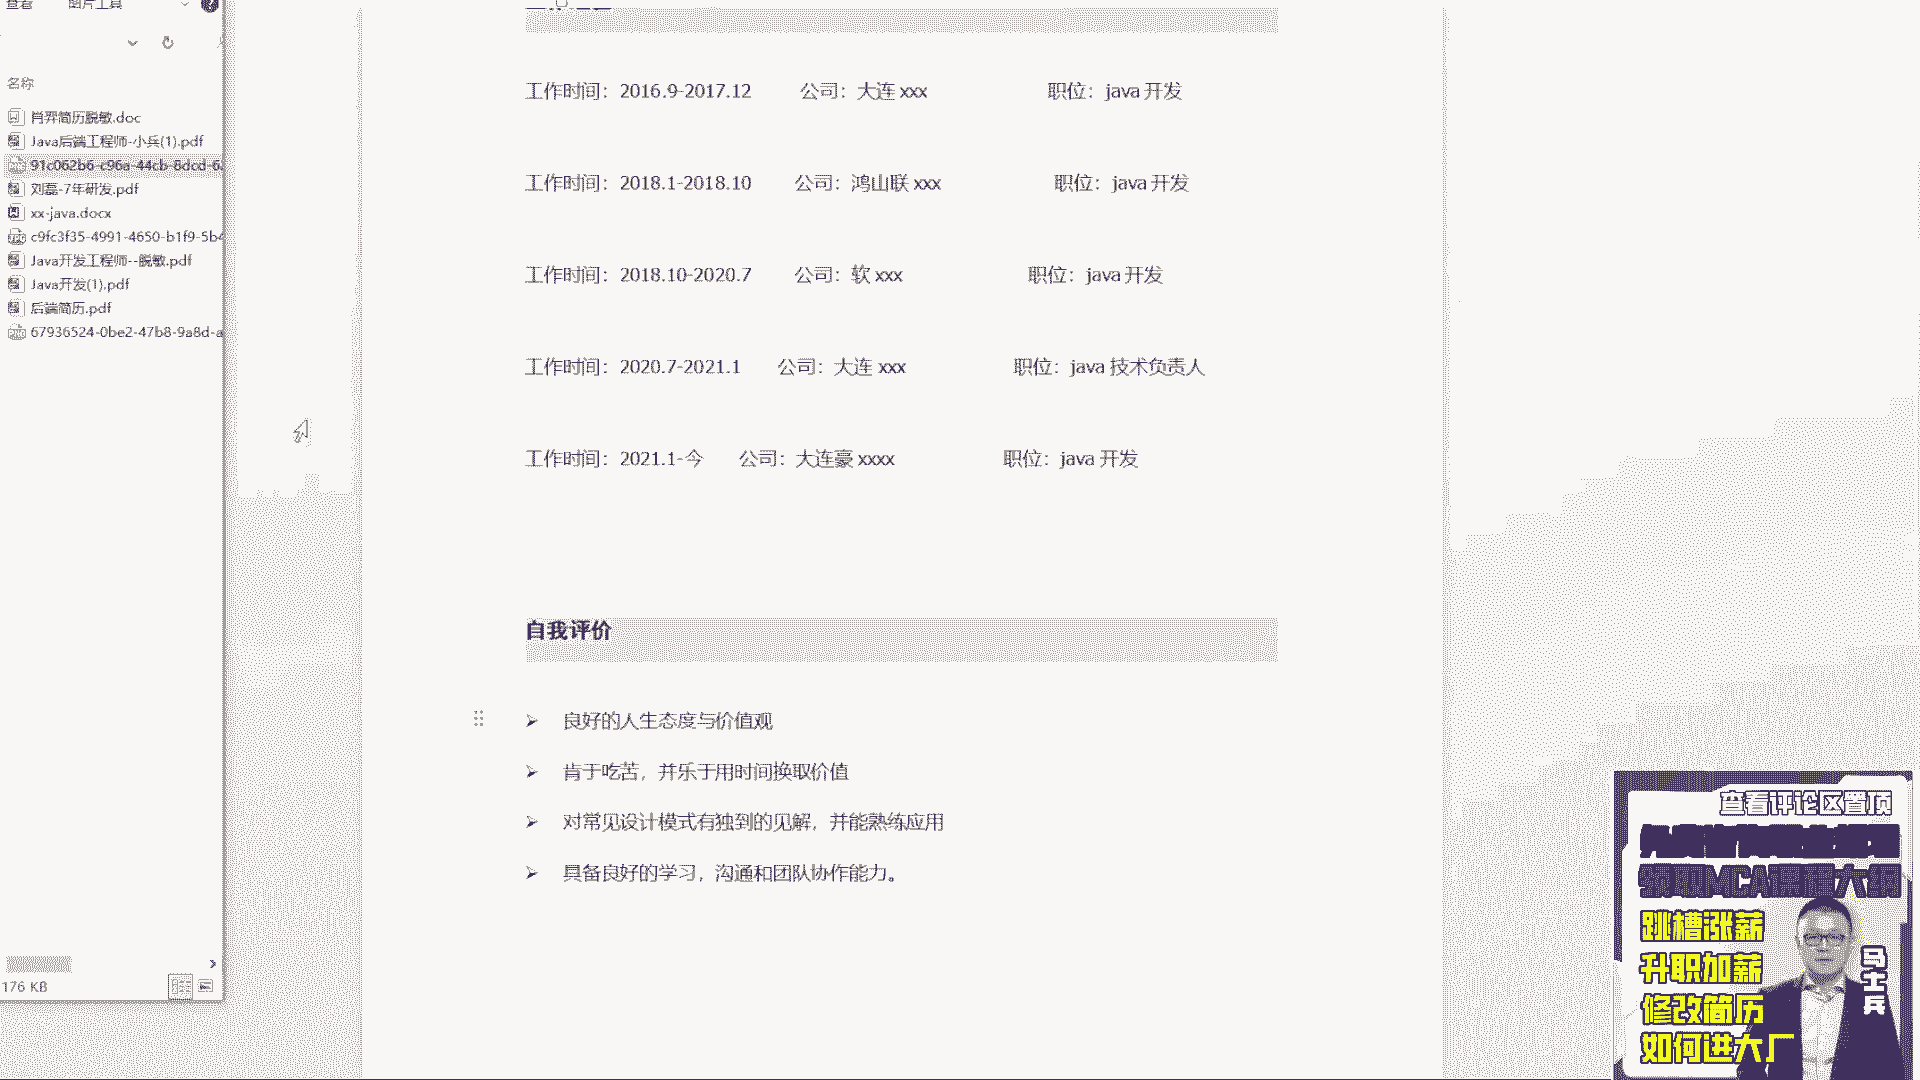 查看 图片工具
名称
肖羿简历脱敏.doc
Java后端工程师-小兵(1).pdf
91c062b6-c96a-44cb-8dcd-6
刘磊-7年研发.pdf
xx-java.docx
c9fc3f35-4991-4650-b1f9-5b4
Java开发工程师--脱敏.pdf
Java开发(1).pdf
后端简历.pdf
67936524-0be2-47b8-9a8d-a
176 KB
工作时间：2016.9-2017.12 公司：大连 xxx 职位：java 开发
工作时间：2018.1-2018.10 公司：鸿山联 xxx 职位：java 开发
工作时间：2018.10-2020.7 公司：软 xxx 职位：java 开发
工作时间：2020.7-2021.1 公司：大连 xxx 职位：java 技术负责人
工作时间：2021.1-今 公司：大连豪 xxxx 职位：java 开发
自我评价
良好的人生态度与价值观
肯于吃苦，并乐于用时间换取价值
对常见设计模式有独到的见解，并能熟练应用
具备良好的学习，沟通和团队协作能力。
查看评论区置顶
领取MCA课程大纲
跳槽涨薪
升职加薪
修改简历
如何进大厂
马士兵